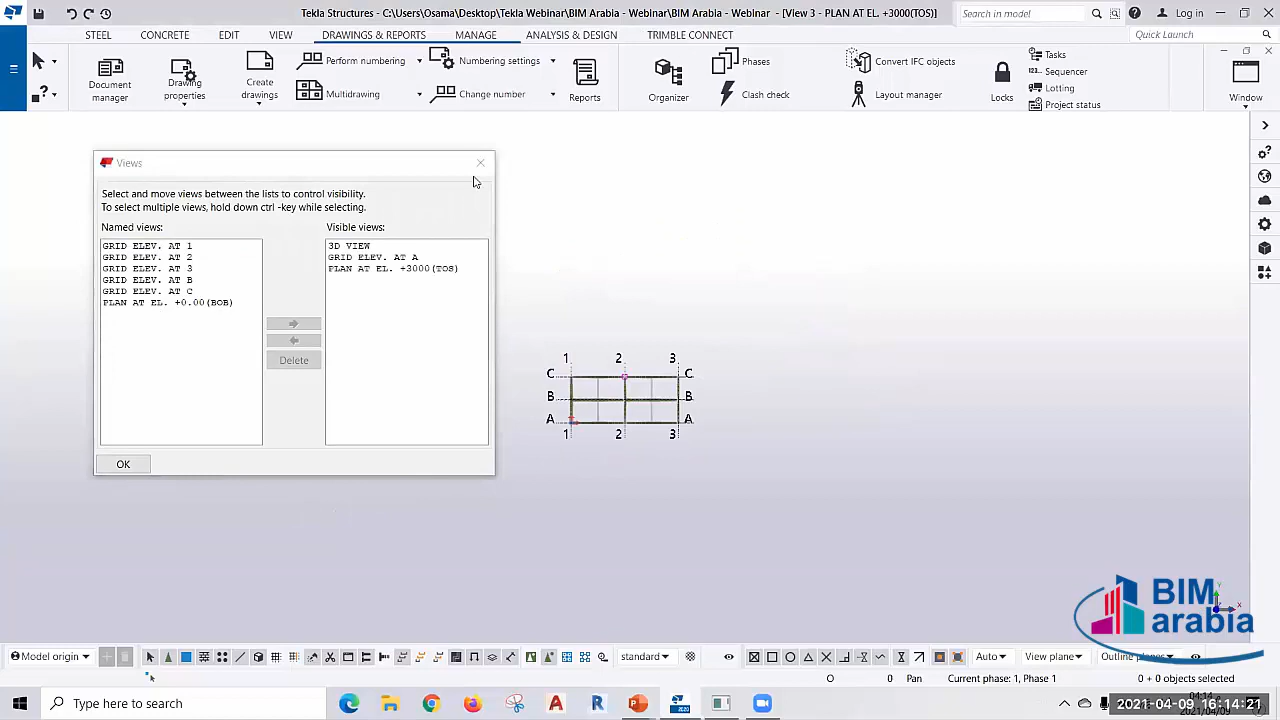 Tekla Structures - C:\Users\Osama\Desktop\Tekla Webinar\BIM Arabia - Webinar\BIM Arabia - Webinar - [View 3 - PLAN AT EL. +3000(TOS)]
Search in model
Log in
STEEL
CONCRETE
EDIT
VIEW
DRAWINGS & REPORTS
MANAGE
ANALYSIS & DESIGN
TRIMBLE CONNECT
Quick Launch
Document manager
Drawing properties
Create drawings
Perform numbering
Multidrawing
Numbering settings
Change number
Reports
Organizer
Phases
Clash check
Convert IFC objects
Layout manager
Locks
Tasks
Sequencer
Lotting
Project status
Window
Views
Select and move views between the lists to control visibility.
To select multiple views, hold down ctrl -key while selecting.
Named views:
GRID ELEV. AT 1
GRID ELEV. AT 2
GRID ELEV. AT 3
GRID ELEV. AT B
GRID ELEV. AT C
PLAN AT EL. +0.00(BOB)
Visible views:
3D VIEW
GRID ELEV. AT A
PLAN AT EL. +3000(TOS)
Delete
OK
1 2 3
C C
B B
A A
1 2 3
BIM
arabia
Model origin
standard
Auto
View plane
Outline planes
O
0
Pan
Current phase: 1, Phase 1
0 + 0 objects selected
Type here to search
2021-04-09 16:14:21